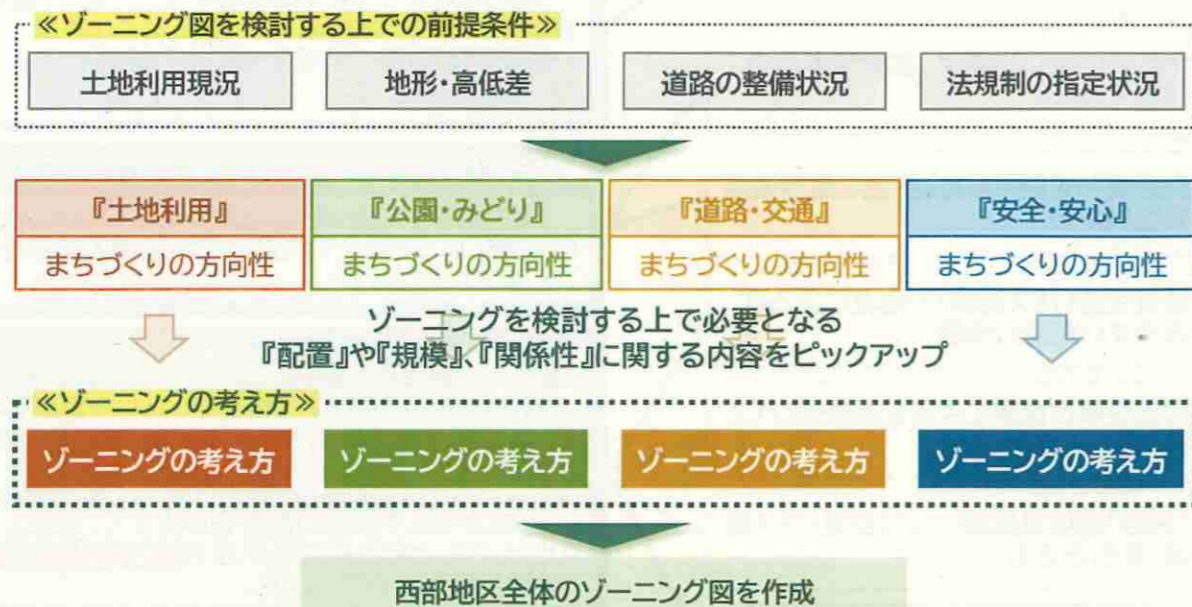 ≪ゾーニング図を検討する上での前提条件≫
土地利用現況
地形・高低差
道路の整備状況
法規制の指定状況
『土地利用』
まちづくりの方向性
『公園・みどり』
まちづくりの方向性
『道路・交通』
まちづくりの方向性
『安全・安心』
まちづくりの方向性
ゾーニングを検討する上で必要となる
『配置』や『規模』、『関係性』に関する内容をピックアップ
≪ゾーニングの考え方≫
ゾーニングの考え方
ゾーニングの考え方
ゾーニングの考え方
ゾーニングの考え方
西部地区全体のゾーニング図を作成